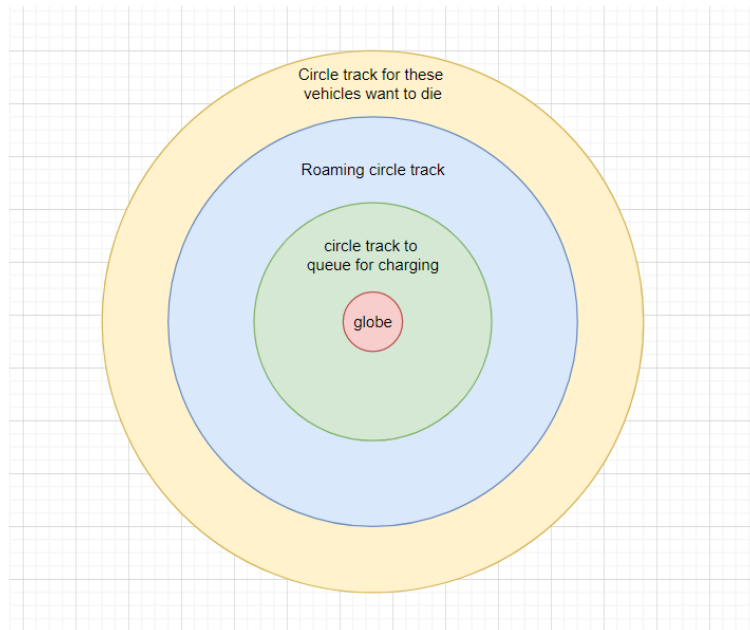 Circle track for these
vehicles want to die
Roaming circle track
circle track to
queue for charging
globe